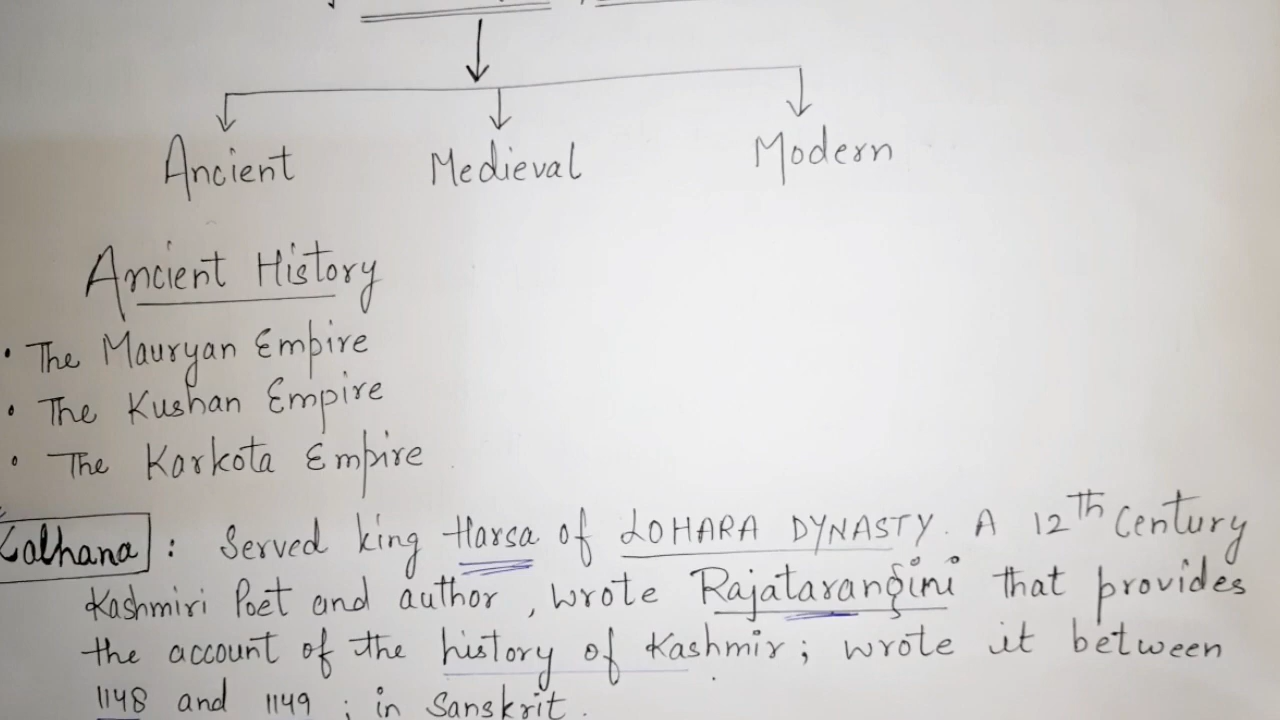 Ancient Medieval Modern
Ancient History
• The Mauryan Empire
• The Kushan Empire
• The Karkota Empire
Kalhana : Served king Harsa of LOHARA DYNASTY. A 12Th Century
Kashmiri Poet and author, wrote Rajatarangini that provides
the account of the history of Kashmir; wrote it between
1148 and 1149 ; in Sanskrit.